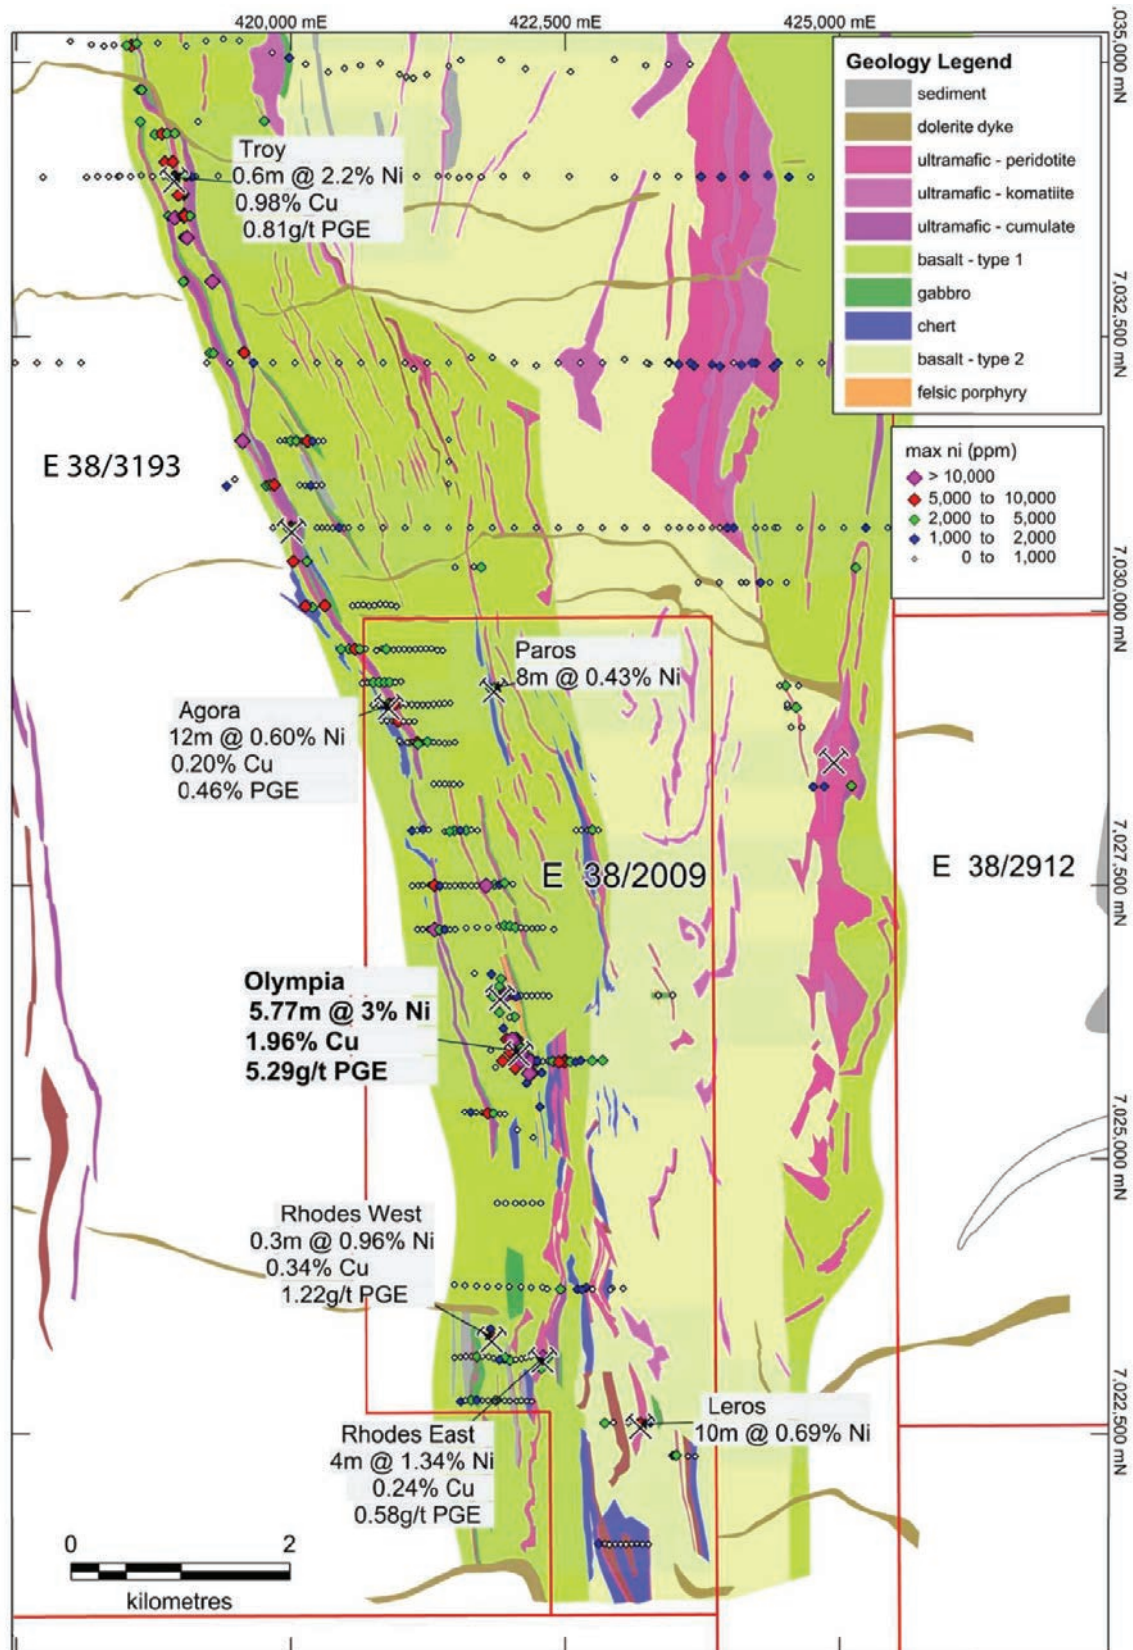 420,000 mE
422,500 mE
425,000 mE
,035,000 mN
7,032,500 mN
7,030,000 mN
7,027,500 mN
7,025,000 mN
7,022,500 mN
Geology Legend
sediment
dolerite dyke
ultramafic - peridotite
ultramafic - komatiite
ultramafic - cumulate
basalt - type 1
gabbro
chert
basalt - type 2
felsic porphyry
max ni (ppm)
> 10,000
5,000 to 10,000
2,000 to 5,000
1,000 to 2,000
0 to 1,000
Troy
0.6m @ 2.2% Ni
0.98% Cu
0.81g/t PGE
E 38/3193
Paros
8m @ 0.43% Ni
Agora
12m @ 0.60% Ni
0.20% Cu
0.46% PGE
E 38/2009
E 38/2912
Olympia
5.77m @ 3% Ni
1.96% Cu
5.29g/t PGE
Rhodes West
0.3m @ 0.96% Ni
0.34% Cu
1.22g/t PGE
Rhodes East
4m @ 1.34% Ni
0.24% Cu
0.58g/t PGE
Leros
10m @ 0.69% Ni
0 2
kilometres